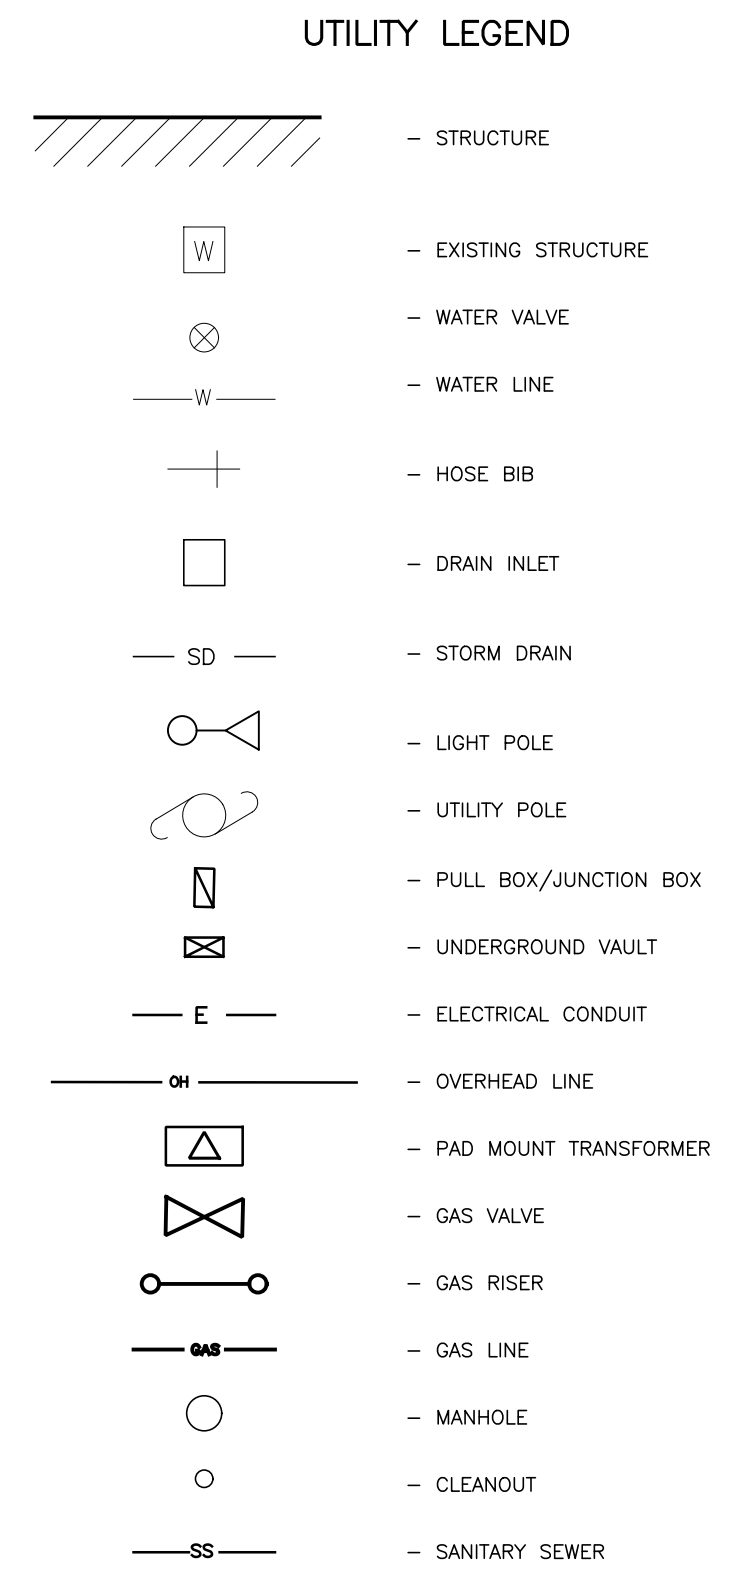 UTILITY LEGEND
– STRUCTURE
W – EXISTING STRUCTURE
– WATER VALVE
W – WATER LINE
– HOSE BIB
– DRAIN INLET
SD – STORM DRAIN
– LIGHT POLE
– UTILITY POLE
– PULL BOX/JUNCTION BOX
– UNDERGROUND VAULT
E – ELECTRICAL CONDUIT
OH – OVERHEAD LINE
– PAD MOUNT TRANSFORMER
– GAS VALVE
– GAS RISER
GAS – GAS LINE
– MANHOLE
– CLEANOUT
SS – SANITARY SEWER